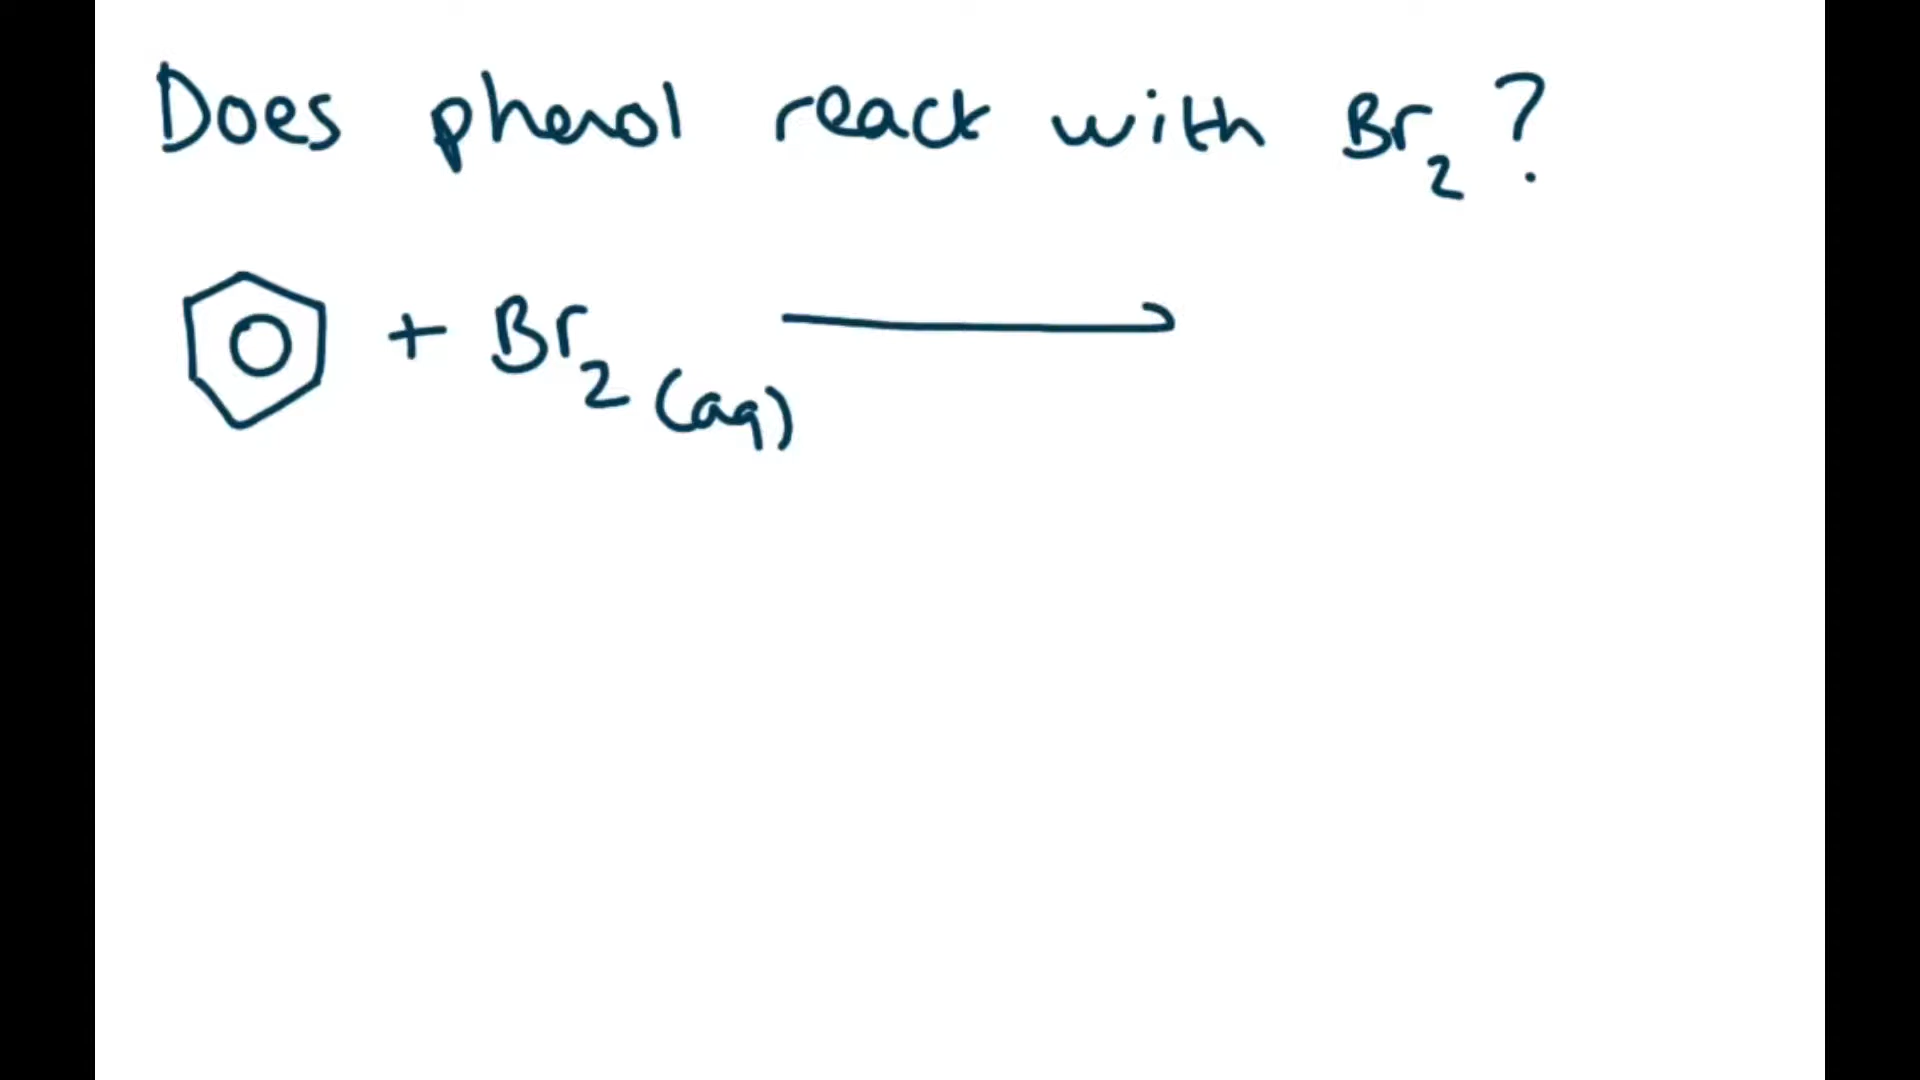 Does phenol react with Br₂?
+ Br₂(aq)